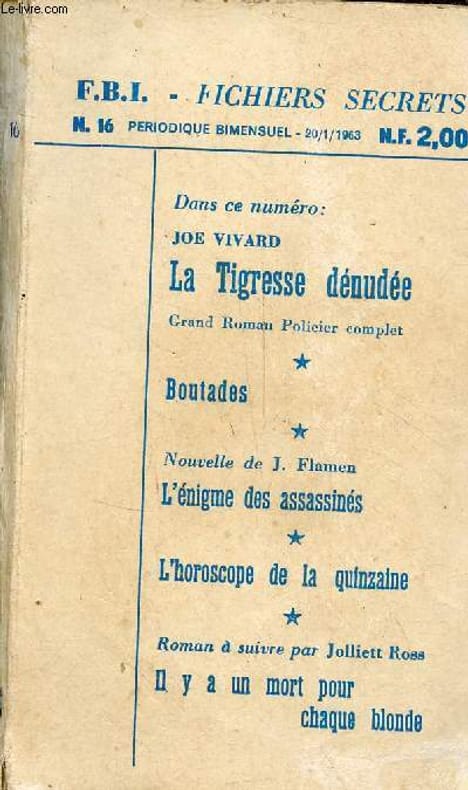 Le-livre.com
F.B.I. - FICHIERS SECRETS
N. 16 PERIODIQUE BIMENSUEL - 20/1/1963 N.F. 2,00
16
Dans ce numéro:
JOE VIVARD
La Tigresse dénudée
Grand Roman Policier complet
Boutades
Nouvelle de J. Flamen
L'énigme des assassinés
L'horoscope de la quinzaine
Roman à suivre par Jolliett Ross
Il y a un mort pour
chaque blonde